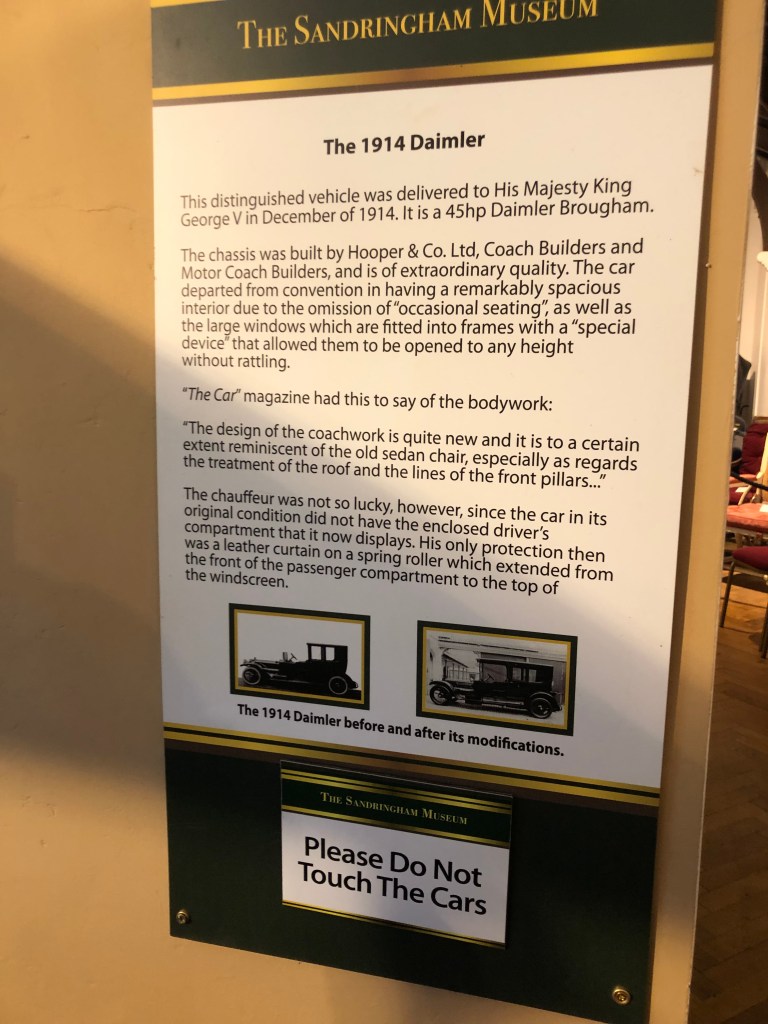 THE SANDRINGHAM MUSEUM
The 1914 Daimler
This distinguished vehicle was delivered to His Majesty King
George V in December of 1914. It is a 45hp Daimler Brougham.
The chassis was built by Hooper & Co. Ltd, Coach Builders and
Motor Coach Builders, and is of extraordinary quality. The car
departed from convention in having a remarkably spacious
interior due to the omission of "occasional seating", as well as
the large windows which are fitted into frames with a "special
device" that allowed them to be opened to any height
without rattling.
"The Car" magazine had this to say of the bodywork:
"The design of the coachwork is quite new and it is to a certain
extent reminiscent of the old sedan chair, especially as regards
the treatment of the roof and the lines of the front pillars..."
The chauffeur was not so lucky, however, since the car in its
original condition did not have the enclosed driver's
compartment that it now displays. His only protection then
was a leather curtain on a spring roller which extended from
the front of the passenger compartment to the top of
the windscreen.
The 1914 Daimler before and after its modifications.
THE SANDRINGHAM MUSEUM
Please Do Not
Touch The Cars